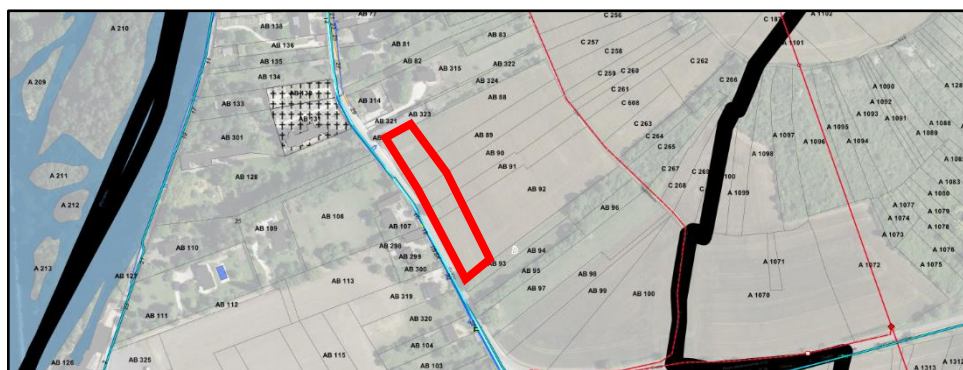 A 210
AB 138
AB 77
AB 136
AB 81
AB 83
C 256
C 187
A 1102
A 1101
AB 135
AB 82
AB 315
AB 322
C 257
C 258
C 262
A 209
AB 134
AB 324
C 259
C 260
C 266
AB 133
AB 314
AB 88
C 261
A 1090
AB 131
AB 321
AB 323
C 263
A 1092
A 1093
A 1091
AB 301
AB 89
C 264
A 1097
A 1095
A 1088
C 265
A 1096
A 1094
A 1089
AB 90
A 1098
A 211
AB 128
AB 91
C 267
AB 92
C 268
A 1099
A 1083
A 212
AB 96
A 1077
A 1079
25
AB 108
A 1074
AB 109
AB 107
A 1078
A 1073
AB 110
AB 298
AB 94
A 1076
AB 299
A 213
AB 127
AB 300
AB 93
A 1071
A 1072
A 1075
AB 95
AB 98
AB 113
AB 97
AB 99
AB 100
A 1070
AB 319
AB 112
AB 111
AB 320
AB 104
AB 126
AB 325
AB 115
AB 103
A 1312
A 1313